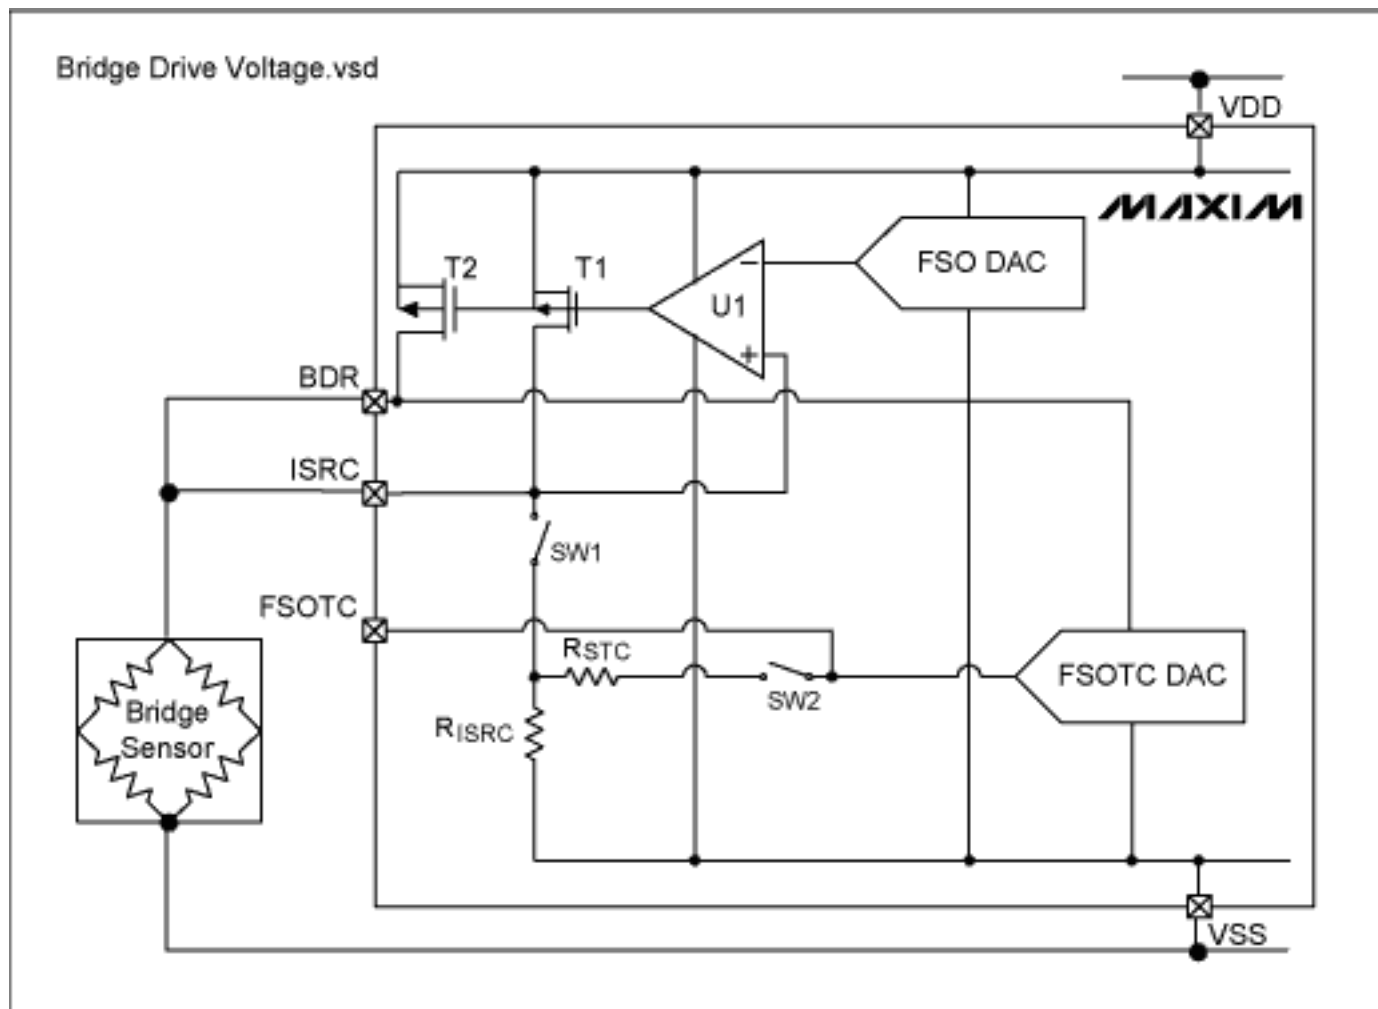 Bridge Drive Voltage.vsd
VDD
MAXIM
T2
T1
U1
−
+
FSO DAC
BDR
ISRC
SW1
FSOTC
RSTC
SW2
FSOTC DAC
RISRC
Bridge
Sensor
VSS